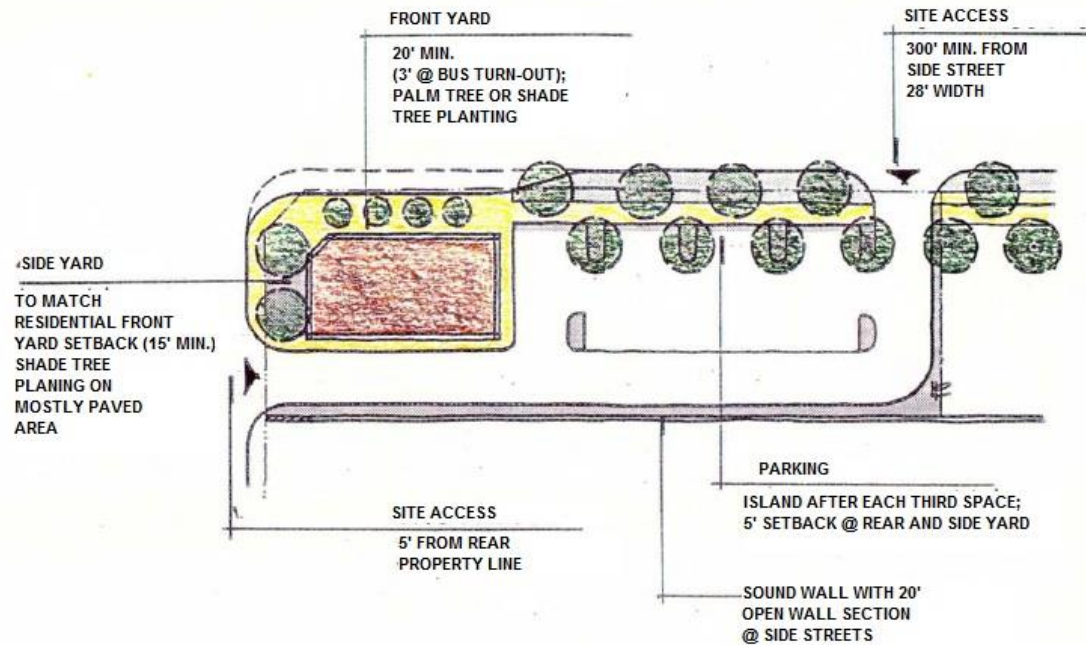 FRONT YARD
20' MIN.
(3' @ BUS TURN-OUT);
PALM TREE OR SHADE
TREE PLANTING
SITE ACCESS
300' MIN. FROM
SIDE STREET
28' WIDTH
SIDE YARD
TO MATCH
RESIDENTIAL FRONT
YARD SETBACK (15' MIN.)
SHADE TREE
PLANING ON
MOSTLY PAVED
AREA
SITE ACCESS
5' FROM REAR
PROPERTY LINE
PARKING
ISLAND AFTER EACH THIRD SPACE;
5' SETBACK @ REAR AND SIDE YARD
SOUND WALL WITH 20'
OPEN WALL SECTION
@ SIDE STREETS